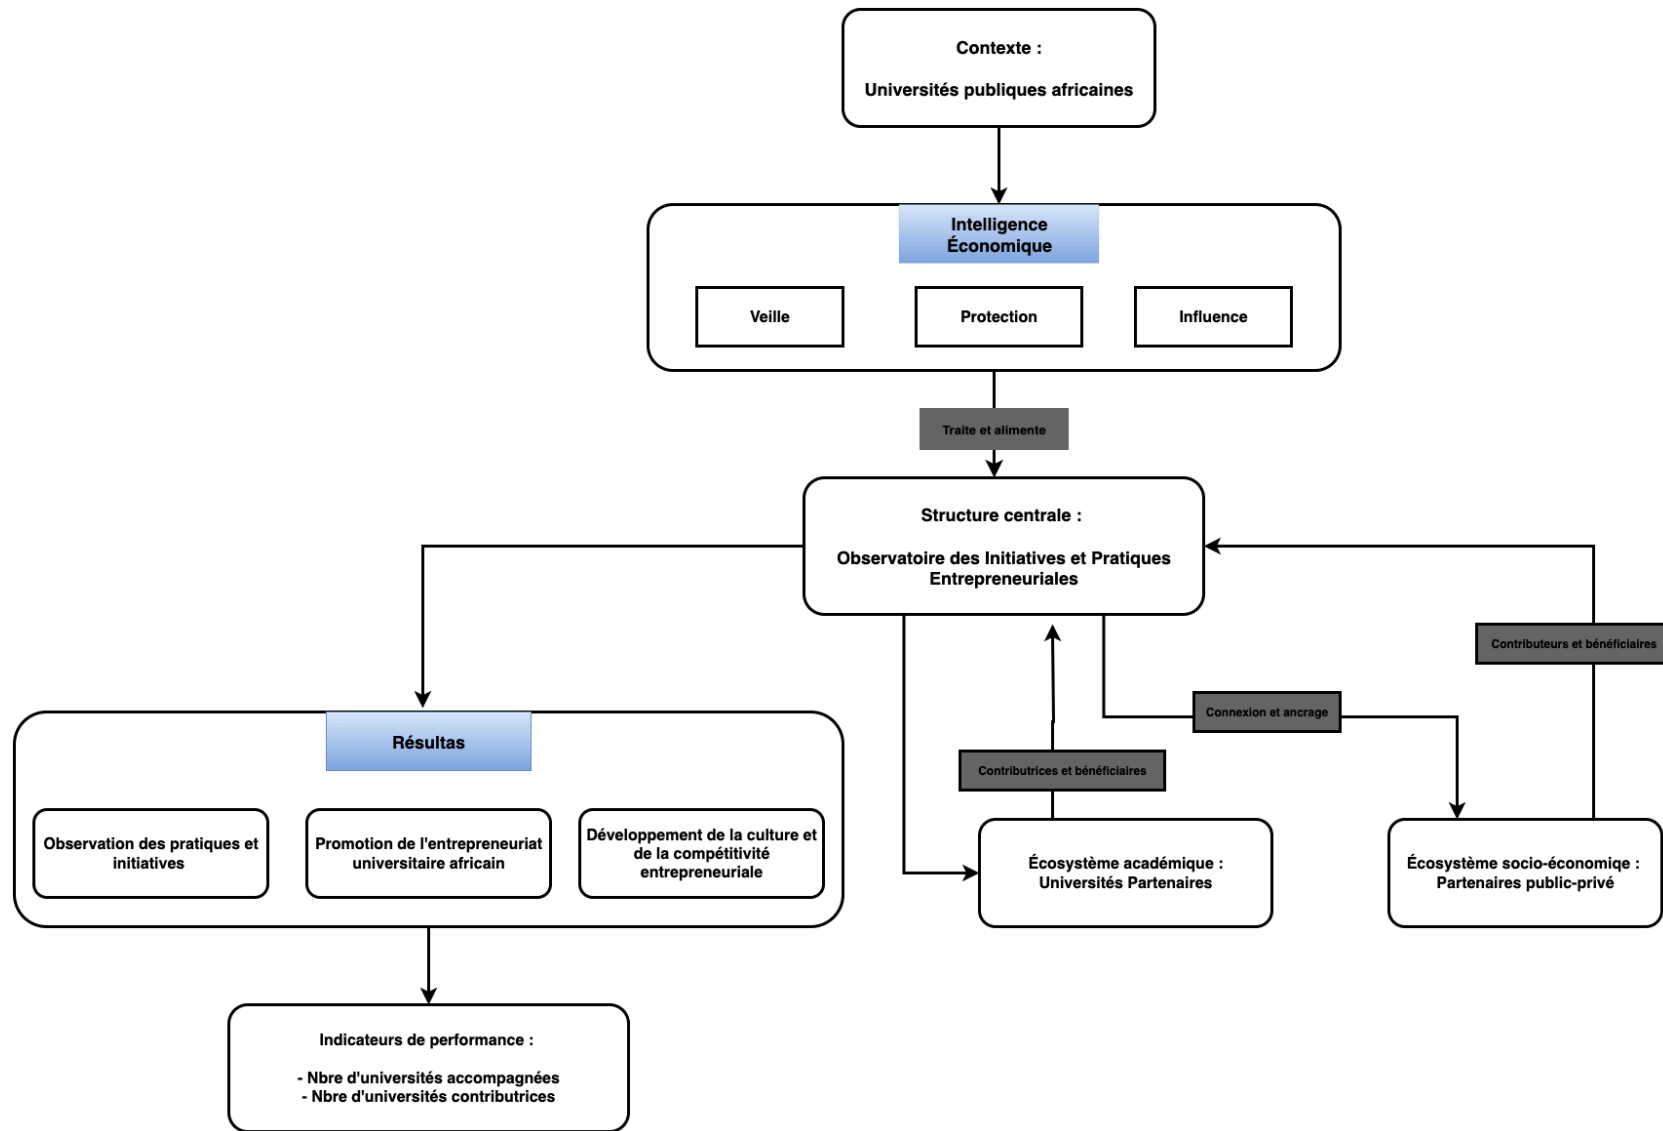 Contexte :
Universités publiques africaines
Intelligence
Économique
Veille
Protection
Influence
Traite et alimente
Structure centrale :
Observatoire des Initiatives et Pratiques
Entrepreneuriales
Contributeurs et bénéficiaires
Connexion et ancrage
Contributrices et bénéficiaires
Résultas
Observation des pratiques et
initiatives
Promotion de l'entrepreneuriat
universitaire africain
Développement de la culture et
de la compétitivité
entrepreneuriale
Écosystème académique :
Universités Partenaires
Écosystème socio-économiqe :
Partenaires public-privé
Indicateurs de performance :
- Nbre d'universités accompagnées
- Nbre d'universités contributrices